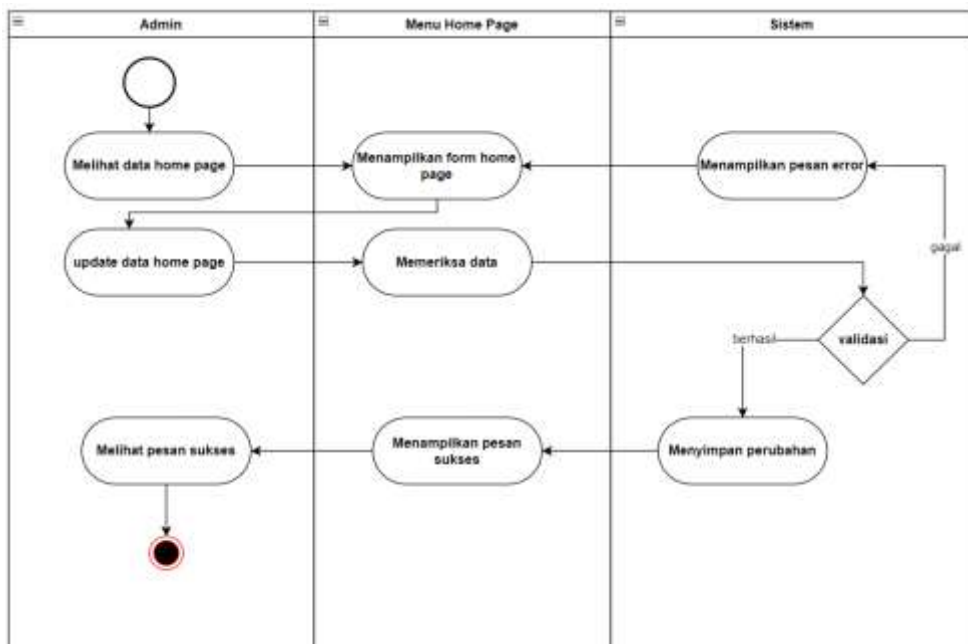 Admin
Menu Home Page
Sistem
Melihat data home page
Menampilkan form home
page
Menampilkan pesan error
update data home page
Memeriksa data
gagal
berhasil
validasi
Melihat pesan sukses
Menampilkan pesan
sukses
Menyimpan perubahan